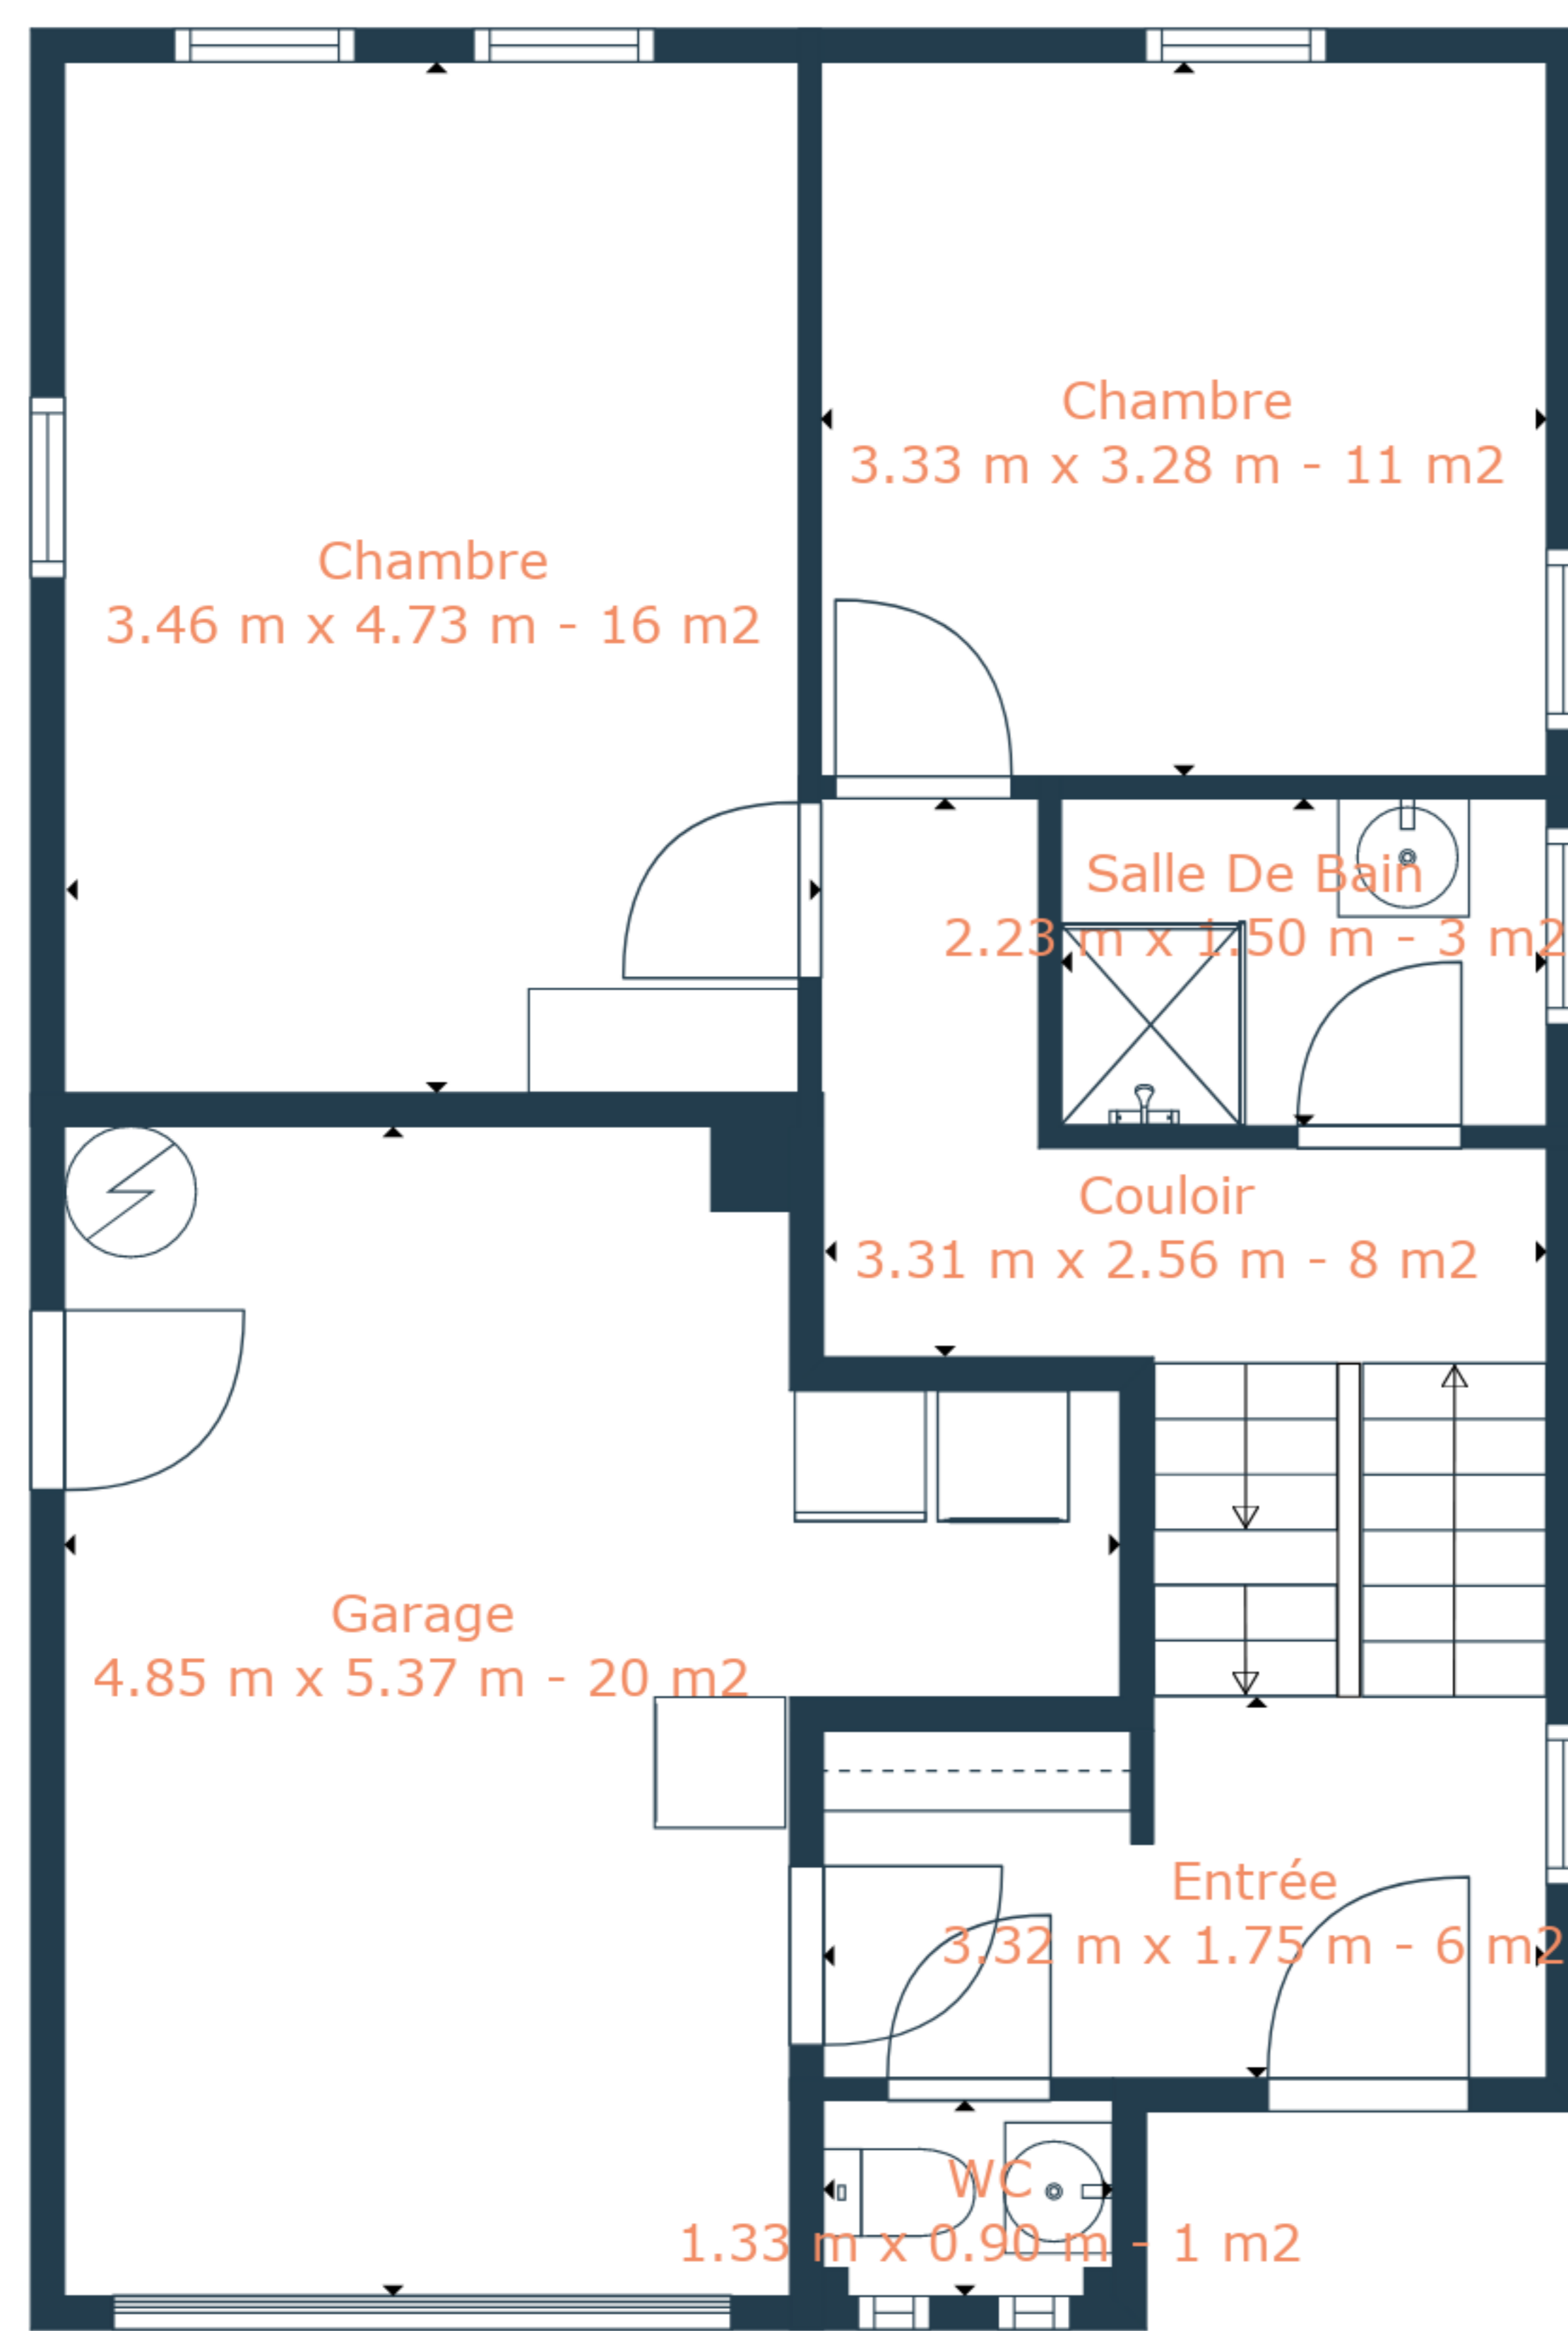 Chambre
3.33 m x 3.28 m - 11 m2
Chambre
3.46 m x 4.73 m - 16 m2
Salle De Bain
2.23 m x 1.50 m - 3 m2
Couloir
3.31 m x 2.56 m - 8 m2
Garage
4.85 m x 5.37 m - 20 m2
Entrée
3.32 m x 1.75 m - 6 m2
WC
1.33 m x 0.90 m - 1 m2